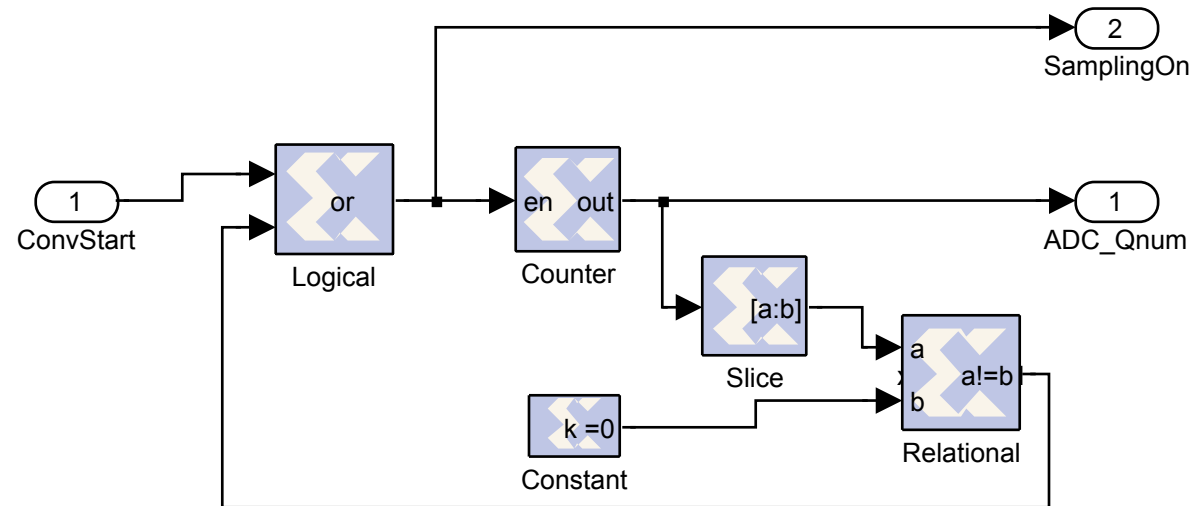 2
SamplingOn
1
ConvStart
or
Logical
en out
Counter
1
ADC_Qnum
[a:b]
Slice
k =0
Constant
a
a!=b
b
Relational